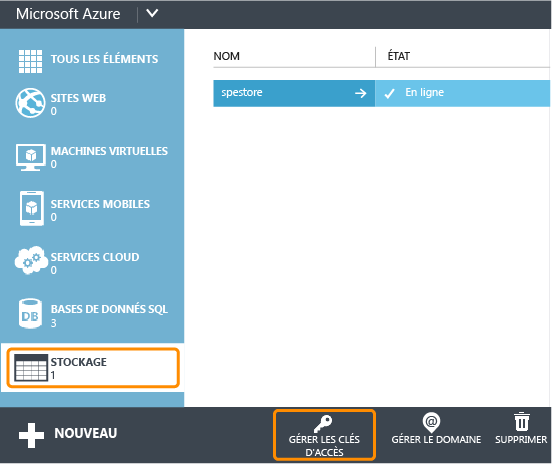 Microsoft Azure
TOUS LES ÉLÉMENTS
SITES WEB
0
MACHINES VIRTUELLES
0
SERVICES MOBILES
0
SERVICES CLOUD
0
DB
BASES DE DONNÉS SQL
3
STOCKAGE
1
NOM
ÉTAT
spestore
En ligne
NOUVEAU
GÉRER LES CLÉS
D'ACCÈS
GÉRER LE DOMAINE
SUPPRIMER